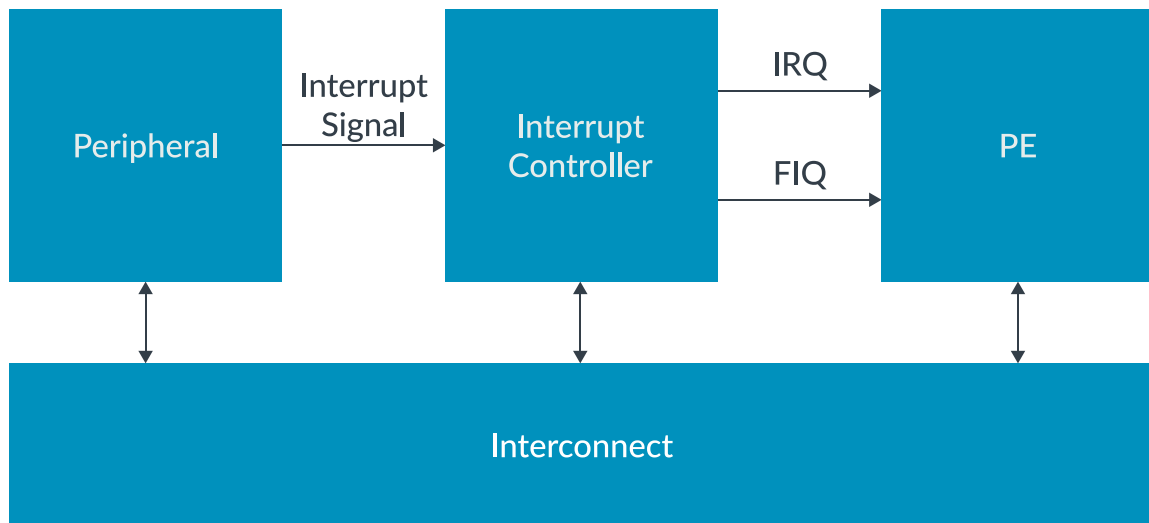 Peripheral
Interrupt
Signal
Interrupt
Controller
IRQ
FIQ
PE
Interconnect